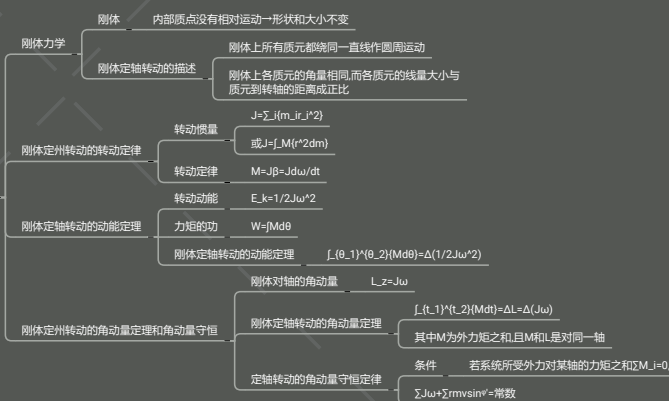 刚体
内部质点没有相对运动→形状和大小不变
刚体力学
刚体上所有质元都绕同一直线作圆周运动
刚体定轴转动的描述
刚体上各质元的角量相同,而各质元的线量大小与
质元到转轴的距离成正比
J=∑_i{m_ir_i^2}
转动惯量
或J=∫_M{r^2dm}
刚体定州转动的转动定律
转动定律
M=Jβ=Jdω/dt
转动动能
E_k=1/2Jω^2
刚体定轴转动的动能定理
力矩的功
W=∫Mdθ
刚体定轴转动的动能定理
∫_{θ_1}^{θ_2}{Mdθ}=Δ(1/2Jω^2)
刚体对轴的角动量
L_z=Jω
∫_{t_1}^{t_2}{Mdt}=ΔL=Δ(Jω)
刚体定轴转动的角动量定理
其中M为外力矩之和,且M和L是对同一轴
刚体定州转动的角动量定理和角动量守恒
条件
若系统所受外力对某轴的力矩之和∑M_i=0,
定轴转动的角动量守恒定律
∑Jω+∑rmvsinφ=常数